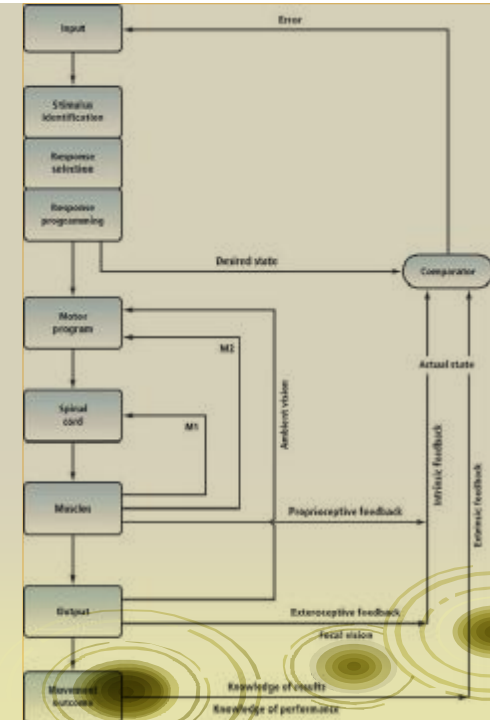 Input
Error
Stimulus
identification
Response
selection
Response
programming
Desired state
Comparator
Motor
program
M2
Actual state
Ambient vision
Spinal
cord
M1
Intrinsic feedback
Extrinsic feedback
Muscles
Proprioceptive feedback
Output
Exteroceptive feedback
Focal vision
Movement
outcome
Knowledge of results
Knowledge of performance